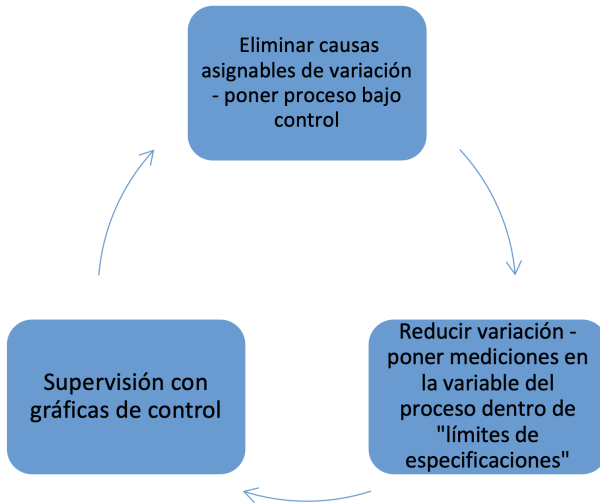 Eliminar causas
asignables de variación
- poner proceso bajo
control
Reducir variación -
poner mediciones en
la variable del
proceso dentro de
"límites de
especificaciones"
Supervisión con
gráficas de control